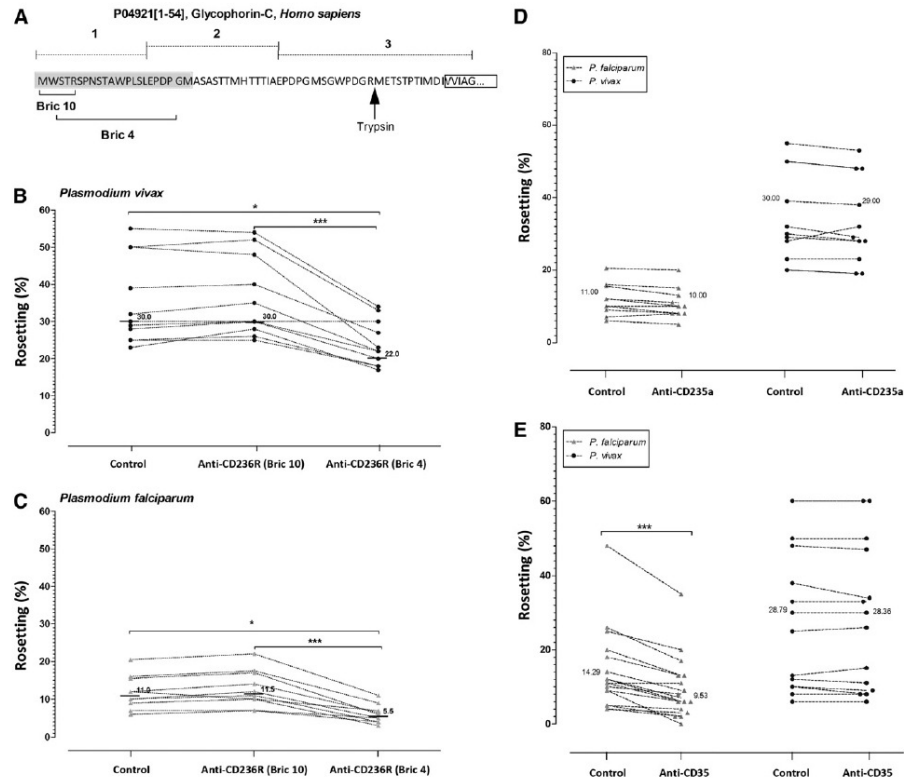 A
P04921[1-54], Glycophorin-C, Homo sapiens
1 2 3
MWSTRSPNSTAWPLSLEPDPGMASASTTMHTTTIAEPDPGMSGWPDGRMETSTPTIMDIVVIAG...
Bric 10
Bric 4
Trypsin
B
Plasmodium vivax
Rosetting (%)
60
50
40
30
20
10
0
*
***
30.0
30.0
22.0
Control Anti-CD236R (Bric 10) Anti-CD236R (Bric 4)
C
Plasmodium falciparum
Rosetting (%)
60
50
40
30
20
10
0
*
***
11.0
11.5
5.5
Control Anti-CD236R (Bric 10) Anti-CD236R (Bric 4)
D
Rosetting (%)
80
60
40
20
0
P. falciparum
P. vivax
11.00
10.00
30.00
29.00
Control Anti-CD235a Control Anti-CD235a
E
Rosetting (%)
80
60
40
20
0
P. falciparum
P. vivax
***
14.29
9.53
28.79
28.36
Control Anti-CD35 Control Anti-CD35